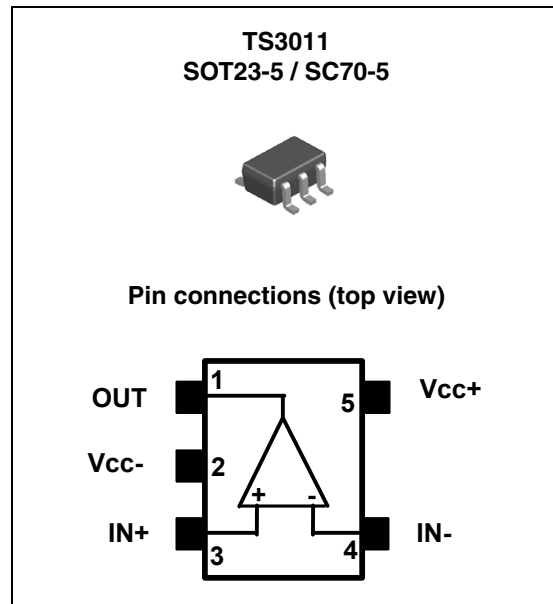 TS3011
SOT23-5 / SC70-5
Pin connections (top view)
OUT 1 5 Vcc+
Vcc- 2
+ -
IN+ 3 4 IN-